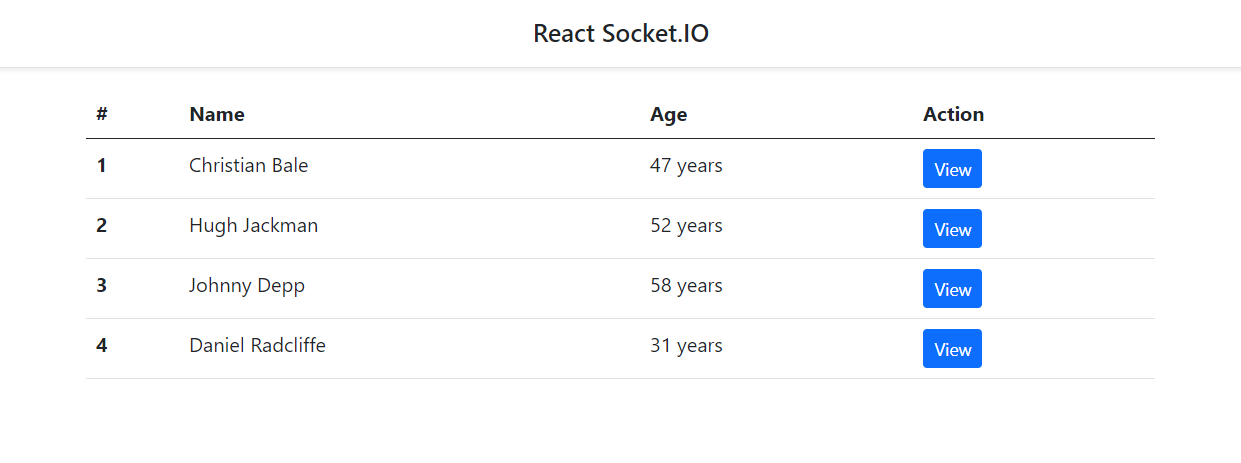 React Socket.IO
# Name Age Action
1 Christian Bale 47 years View
2 Hugh Jackman 52 years View
3 Johnny Depp 58 years View
4 Daniel Radcliffe 31 years View